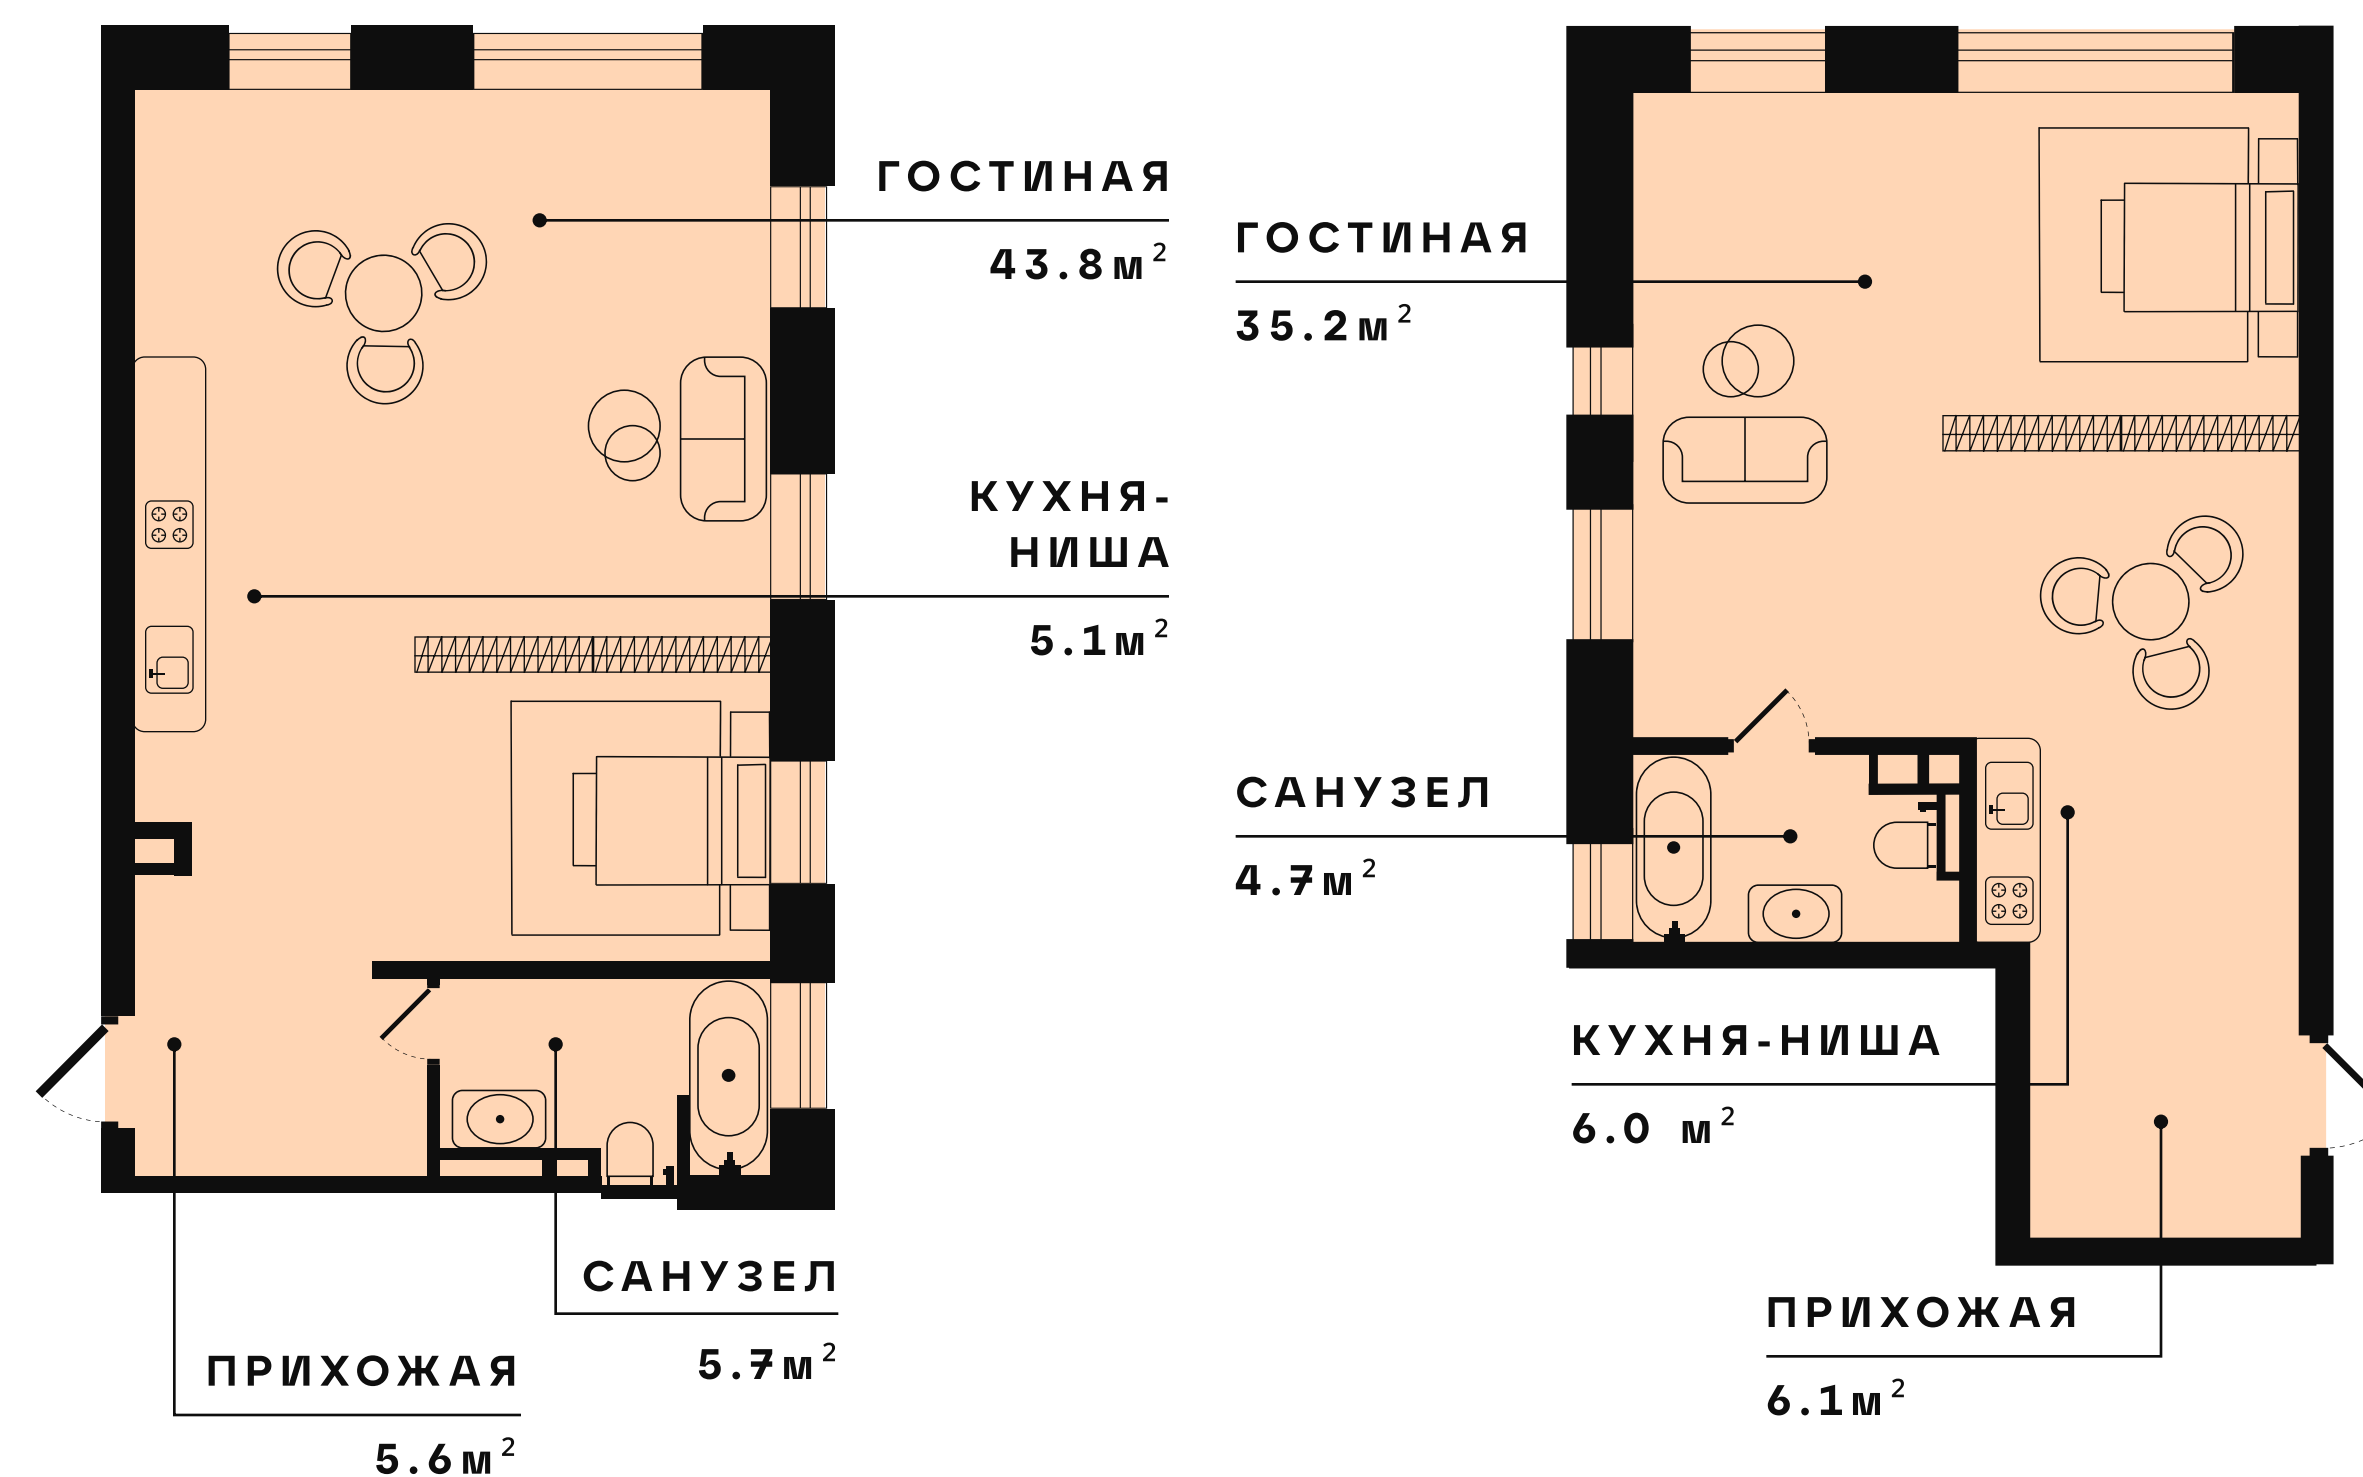 ГОСТИНАЯ
43.8м²
КУХНЯ-
НИША
5.1м²
САНУЗЕЛ
5.7м²
ПРИХОЖАЯ
5.6м²
ГОСТИНАЯ
35.2м²
САНУЗЕЛ
4.7м²
КУХНЯ-НИША
6.0 м²
ПРИХОЖАЯ
6.1м²